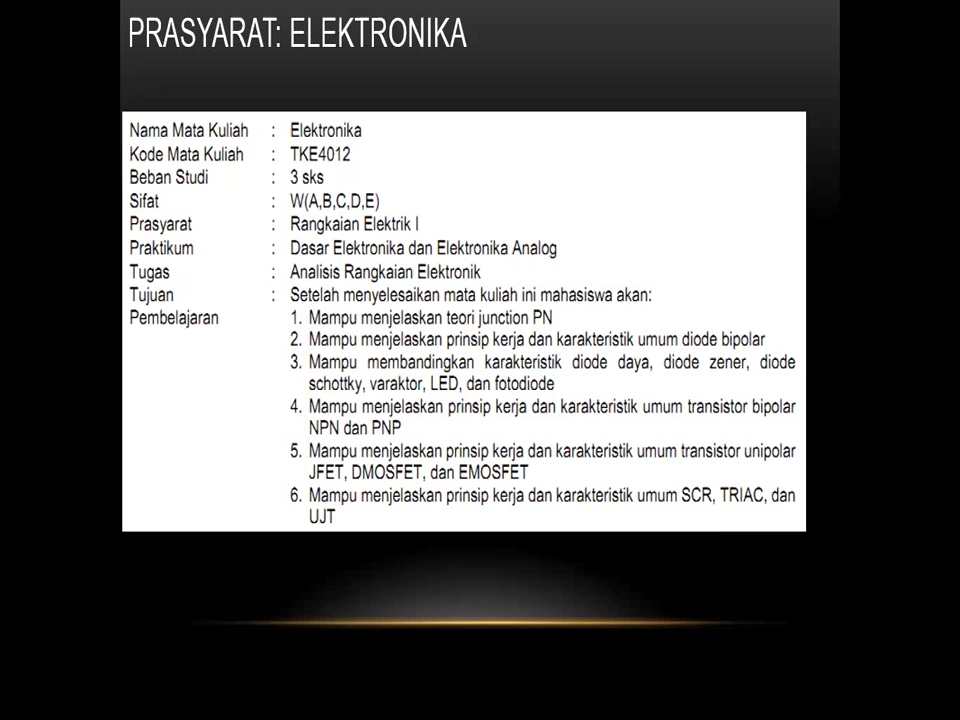 PRASYARAT: ELEKTRONIKA
Nama Mata Kuliah : Elektronika
Kode Mata Kuliah : TKE4012
Beban Studi : 3 sks
Sifat : W(A,B,C,D,E)
Prasyarat : Rangkaian Elektrik I
Praktikum : Dasar Elektronika dan Elektronika Analog
Tugas : Analisis Rangkaian Elektronik
Tujuan : Setelah menyelesaikan mata kuliah ini mahasiswa akan:
Pembelajaran 1. Mampu menjelaskan teori junction PN
2. Mampu menjelaskan prinsip kerja dan karakteristik umum diode bipolar
3. Mampu membandingkan karakteristik diode daya, diode zener, diode
schottky, varaktor, LED, dan fotodiode
4. Mampu menjelaskan prinsip kerja dan karakteristik umum transistor bipolar
NPN dan PNP
5. Mampu menjelaskan prinsip kerja dan karakteristik umum transistor unipolar
JFET, DMOSFET, dan EMOSFET
6. Mampu menjelaskan prinsip kerja dan karakteristik umum SCR, TRIAC, dan
UJT